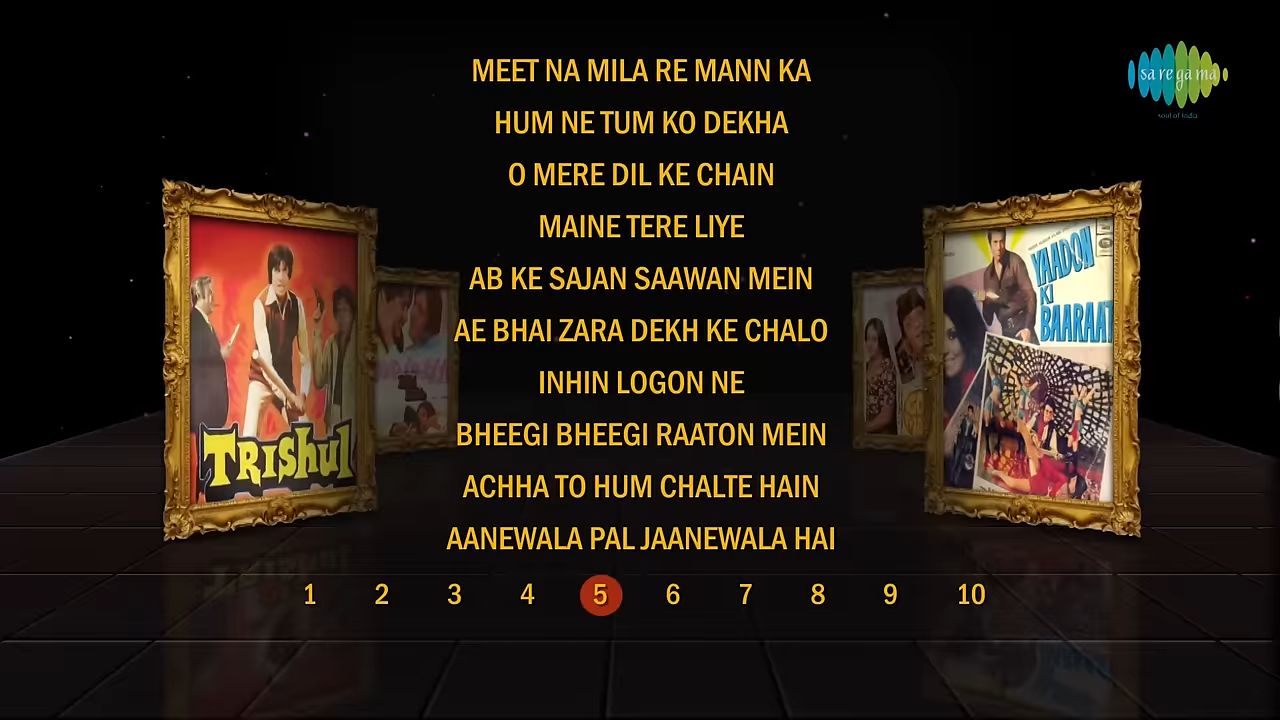 MEET NA MILA RE MANN KA
HUM NE TUM KO DEKHA
O MERE DIL KE CHAIN
MAINE TERE LIYE
AB KE SAJAN SAAWAN MEIN
AE BHAI ZARA DEKH KE CHALO
INHIN LOGON NE
BHEEGI BHEEGI RAATON MEIN
ACHHA TO HUM CHALTE HAIN
AANEWALA PAL JAANEWALA HAI
1 2 3 4 5 6 7 8 9 10
sa re ga ma
soul of India
TRISHUL
YAADON
KI
BAARAAT